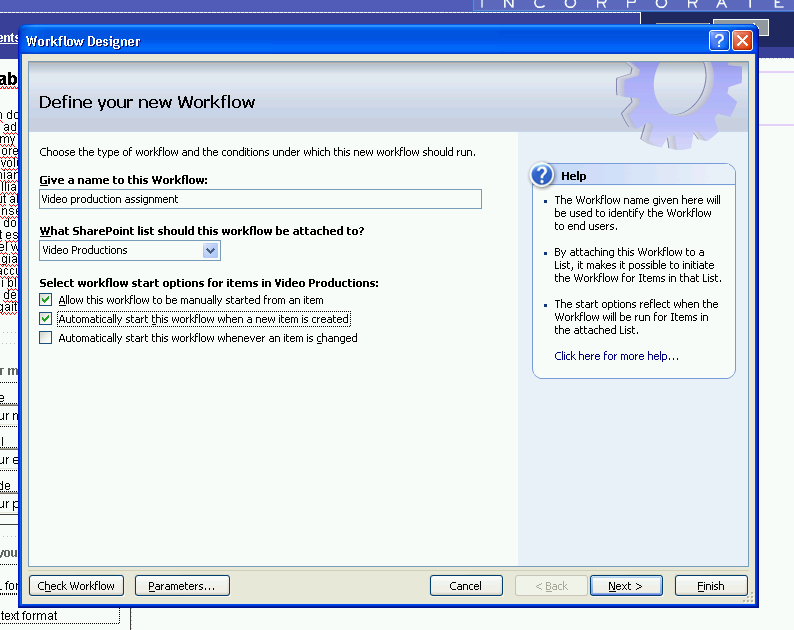 I N C O R P O R A T E
ents
Workflow Designer
?
Define your new Workflow
Choose the type of workflow and the conditions under which this new workflow should run.
Give a name to this Workflow:
Video production assignment
What SharePoint list should this workflow be attached to?
Video Productions
Select workflow start options for items in Video Productions:
Allow this workflow to be manually started from an item
Automatically start this workflow when a new item is created
Automatically start this workflow whenever an item is changed
? Help
• The Workflow name given here will
be used to identify the Workflow
to end users.
• By attaching this Workflow to a
List, it makes it possible to initiate
the Workflow for Items in that List.
• The start options reflect when the
Workflow will be run for Items in
the attached List.
Click here for more help...
Check Workflow
Parameters...
Cancel
< Back
Next >
Finish
text format